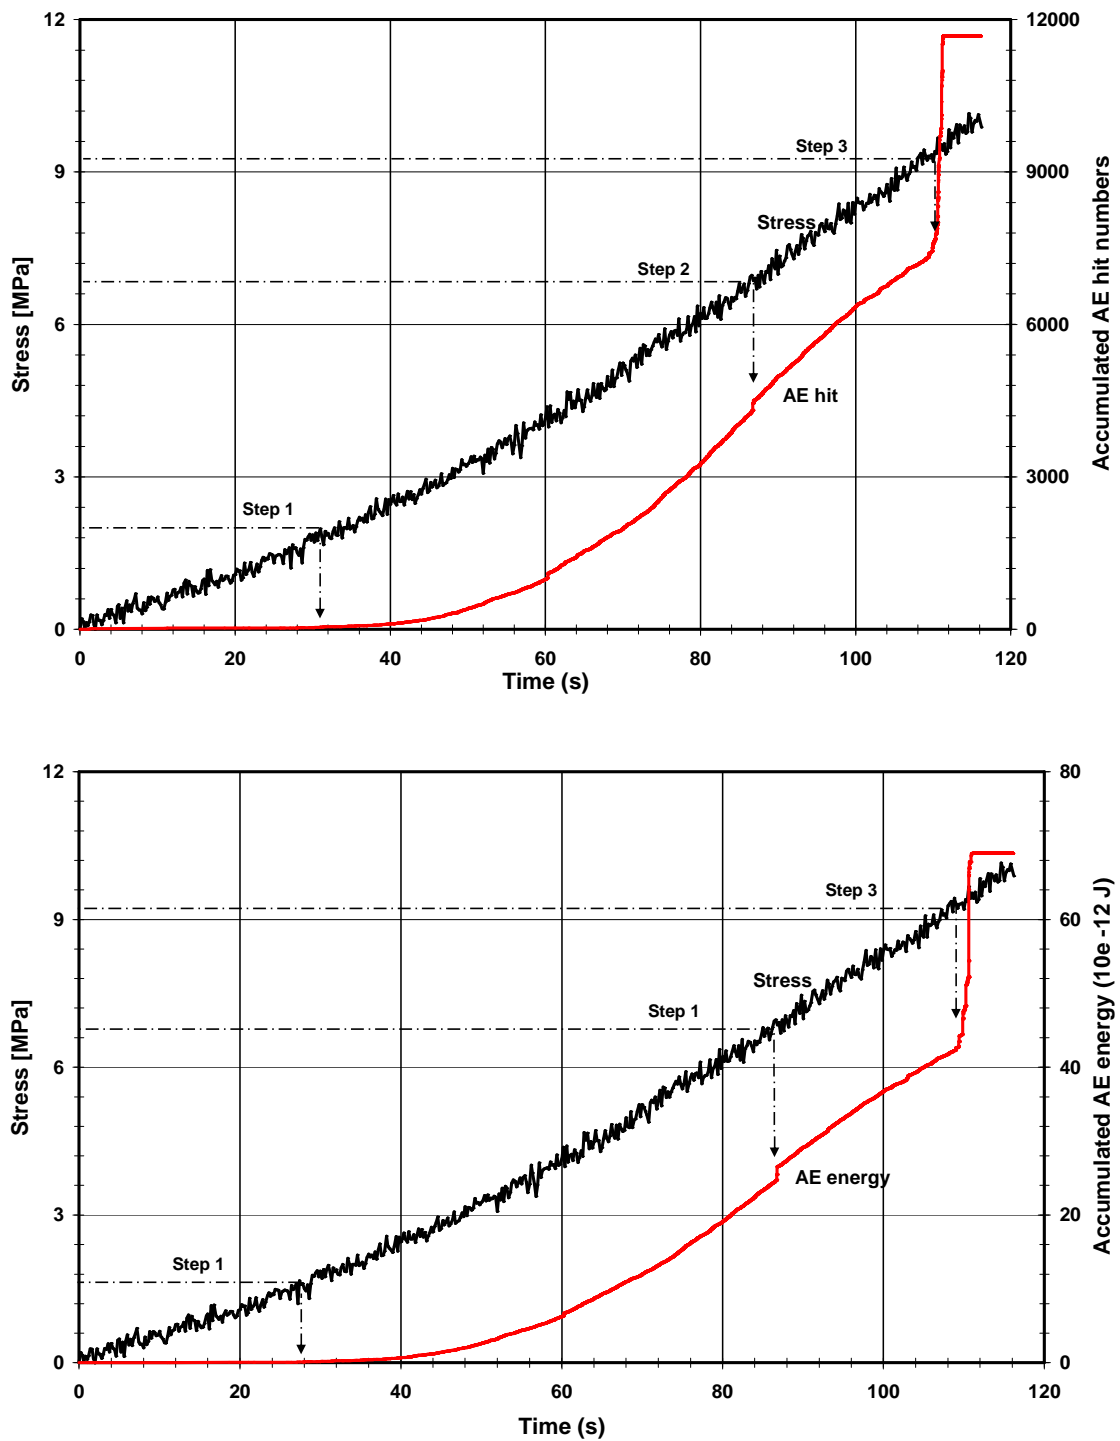 12
12000
Step 3
9
9000
Stress
Step 2
Stress [MPa]
Accumulated AE hit numbers
6
6000
AE hit
3
3000
Step 1
0
0
0 20 40 60 80 100 120
Time (s)
12
80
Step 3
9
60
Stress
Step 1
Stress [MPa]
Accumulated AE energy (10e -12 J)
6
40
AE energy
3
20
Step 1
0
0
0 20 40 60 80 100 120
Time (s)